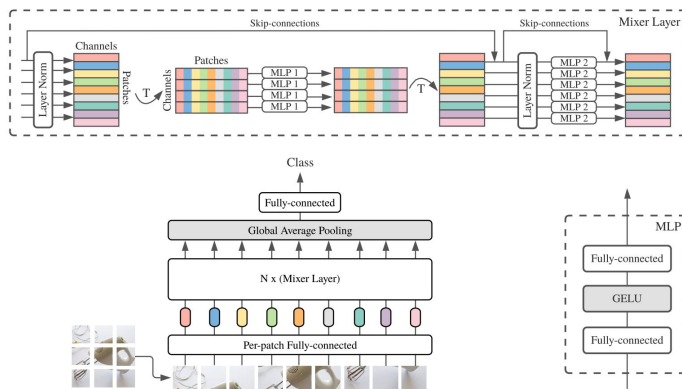 Skip-connections
Skip-connections
Mixer Layer
Channels
Layer Norm
Patches
T
Patches
Channels
MLP 1
MLP 1
MLP 1
MLP 1
T
Layer Norm
MLP 2
MLP 2
MLP 2
MLP 2
MLP 2
MLP 2
Class
Fully-connected
Global Average Pooling
N x (Mixer Layer)
Per-patch Fully-connected
MLP
Fully-connected
GELU
Fully-connected